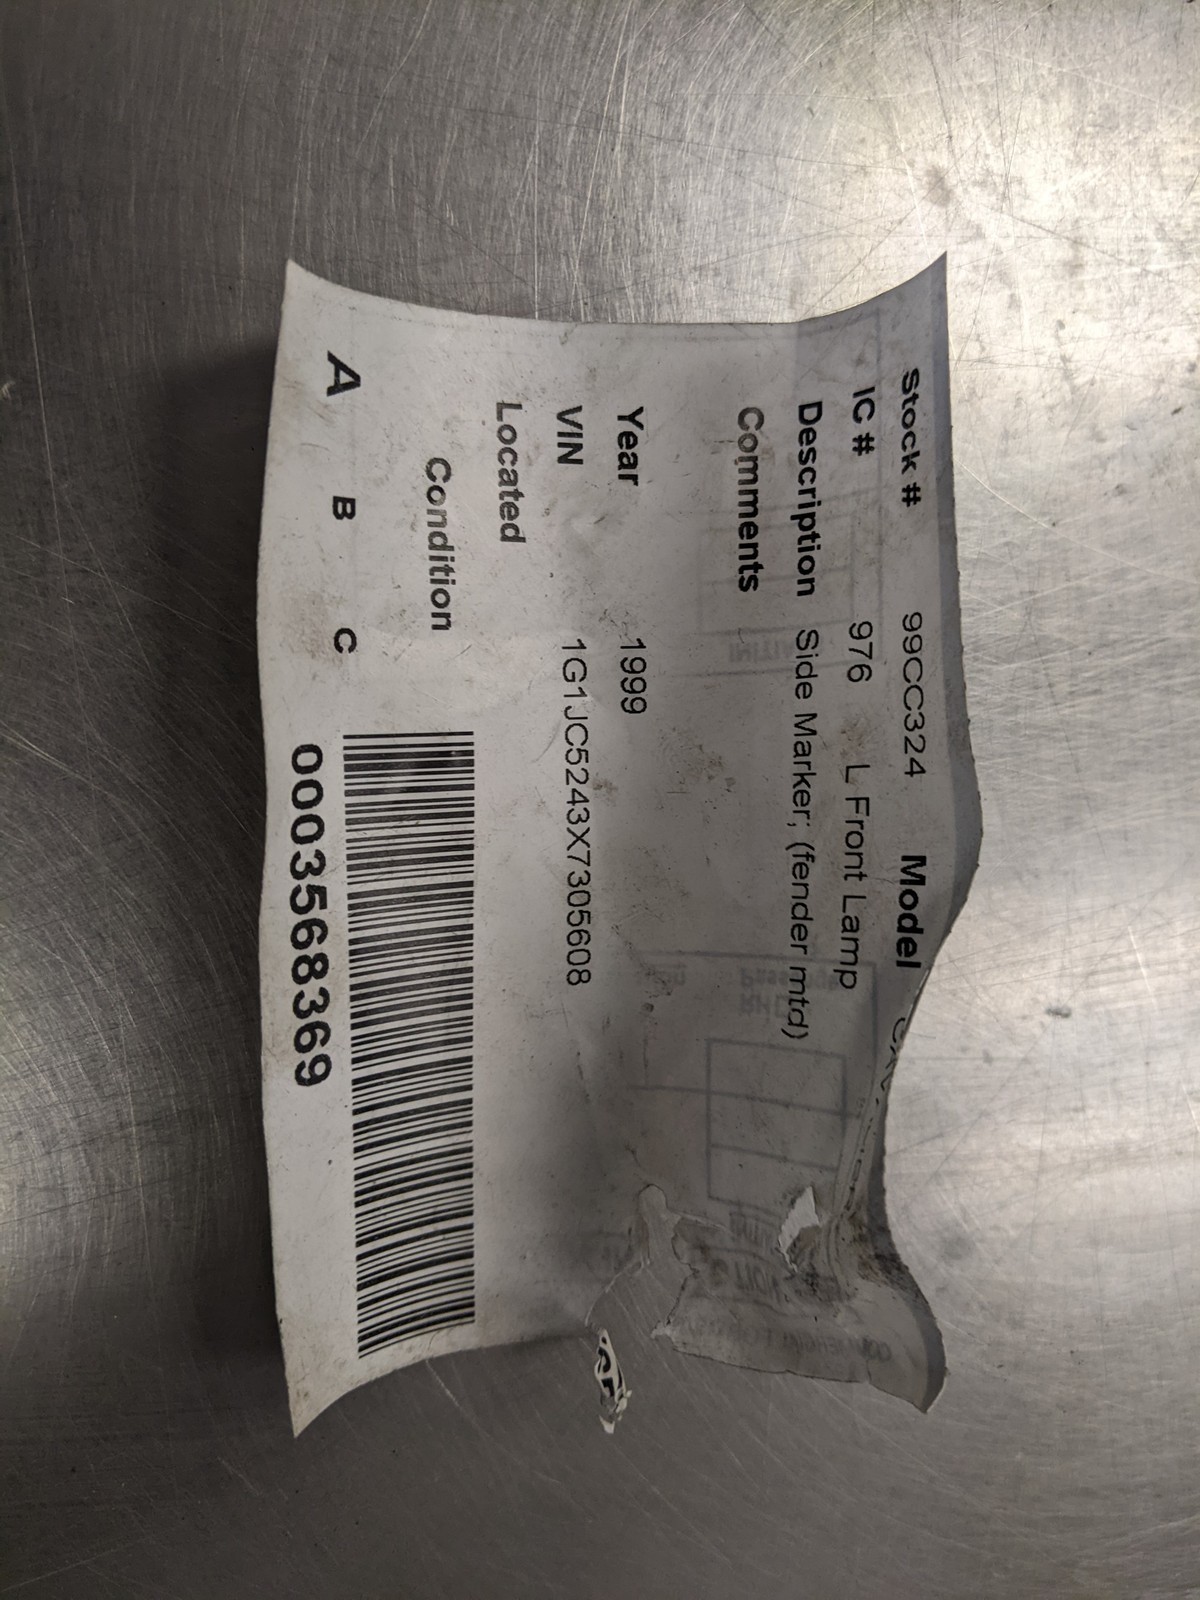 Stock # 99CC324 Model
IC # 976 L Front Lamp
Description Side Marker; (fender mtd)
Comments
Year 1999
VIN 1G1JC5243X7305608
Located
Condition
A B C
0003568369